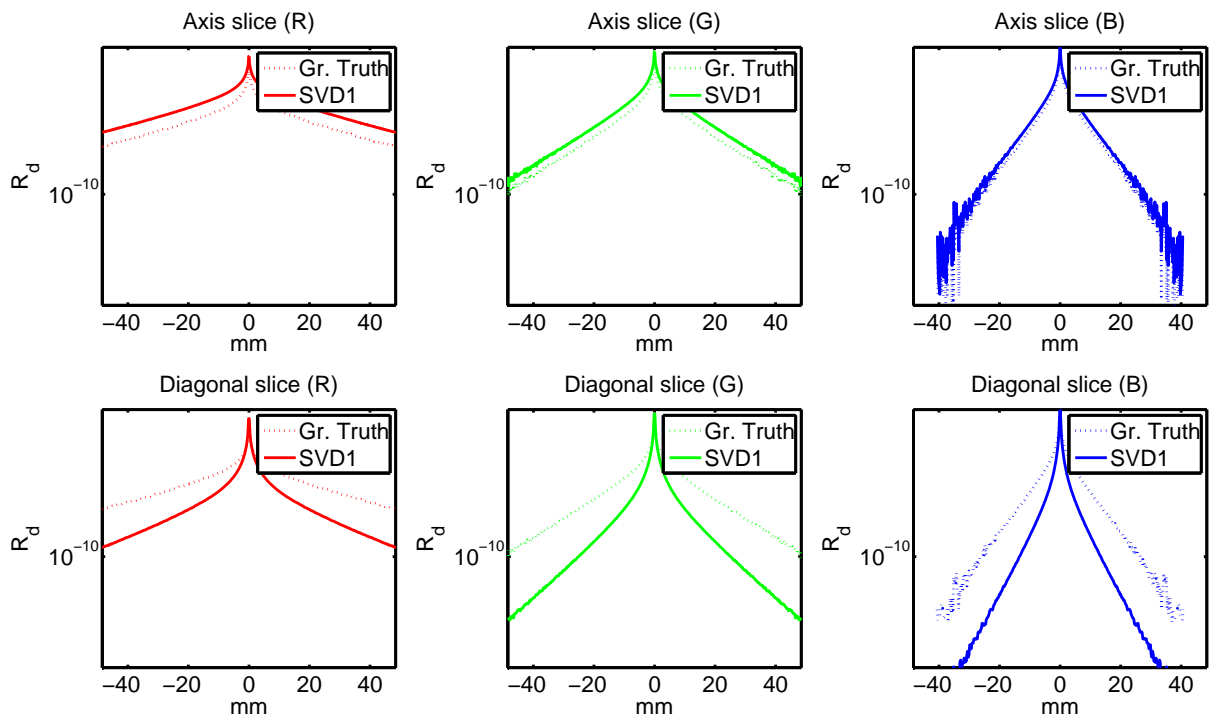 Axis slice (R)
Gr. Truth
SVD1
R_d
10^{-10}
−40 −20 0 20 40
mm
Axis slice (G)
Gr. Truth
SVD1
R_d
10^{-10}
−40 −20 0 20 40
mm
Axis slice (B)
Gr. Truth
SVD1
R_d
10^{-10}
−40 −20 0 20 40
mm
Diagonal slice (R)
Gr. Truth
SVD1
R_d
10^{-10}
−40 −20 0 20 40
mm
Diagonal slice (G)
Gr. Truth
SVD1
R_d
10^{-10}
−40 −20 0 20 40
mm
Diagonal slice (B)
Gr. Truth
SVD1
R_d
10^{-10}
−40 −20 0 20 40
mm